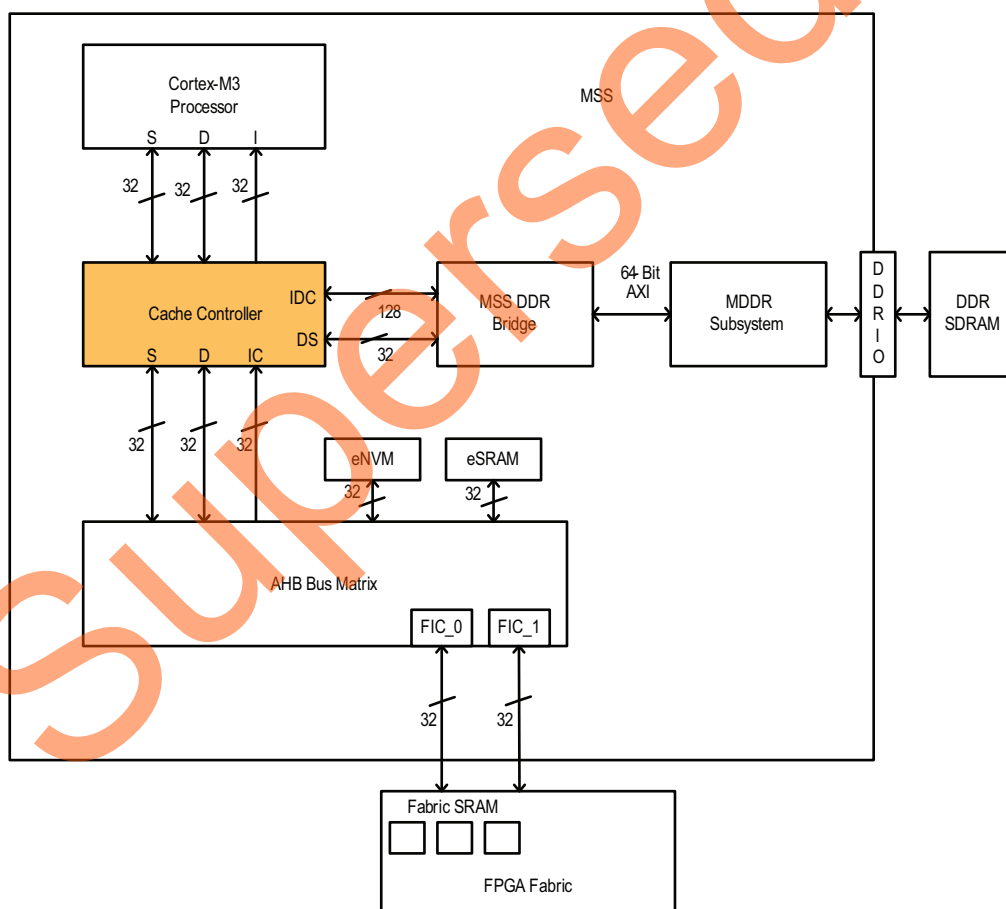 Cortex-M3
Processor
S D I
32 32 32
MSS
Cache Controller
IDC
DS
S D IC
128
32
MSS DDR
Bridge
64-Bit
AXI
MDDR
Subsystem
D
D
R
I
O
DDR
SDRAM
32 32 32
eNVM
eSRAM
32 32
AHB Bus Matrix
FIC_0 FIC_1
32 32
Fabric SRAM
FPGA Fabric
Supersed